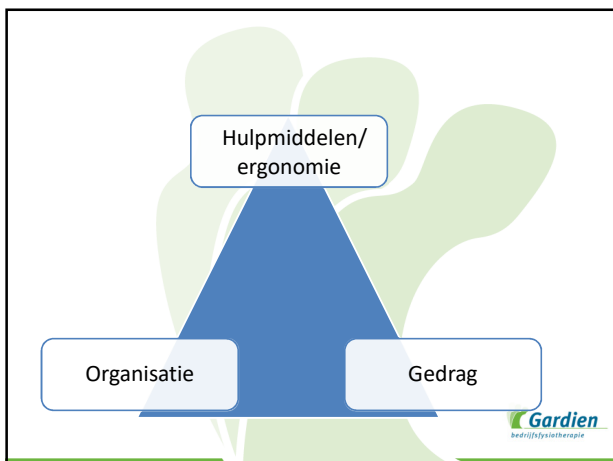 Hulpmiddelen/
ergonomie
Organisatie
Gedrag
Gardien
bedrijfsfysiotherapie